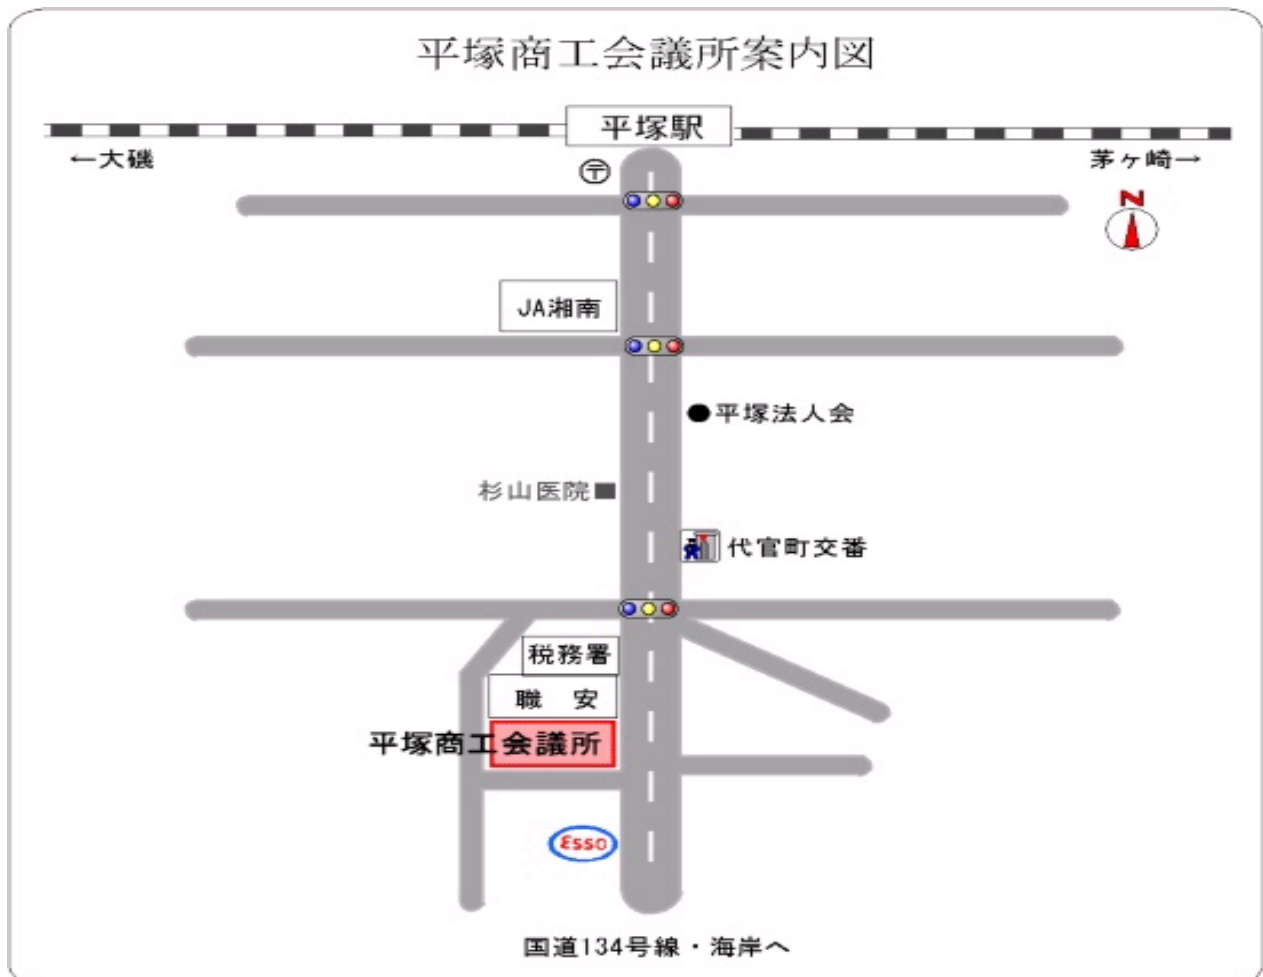 平塚商工会議所案内図
平塚駅
←大磯
茅ヶ崎→
〒
N
JA湘南
平塚法人会
杉山医院
代官町交番
税務署
職　安
平塚商工会議所
Esso
国道134号線・海岸へ